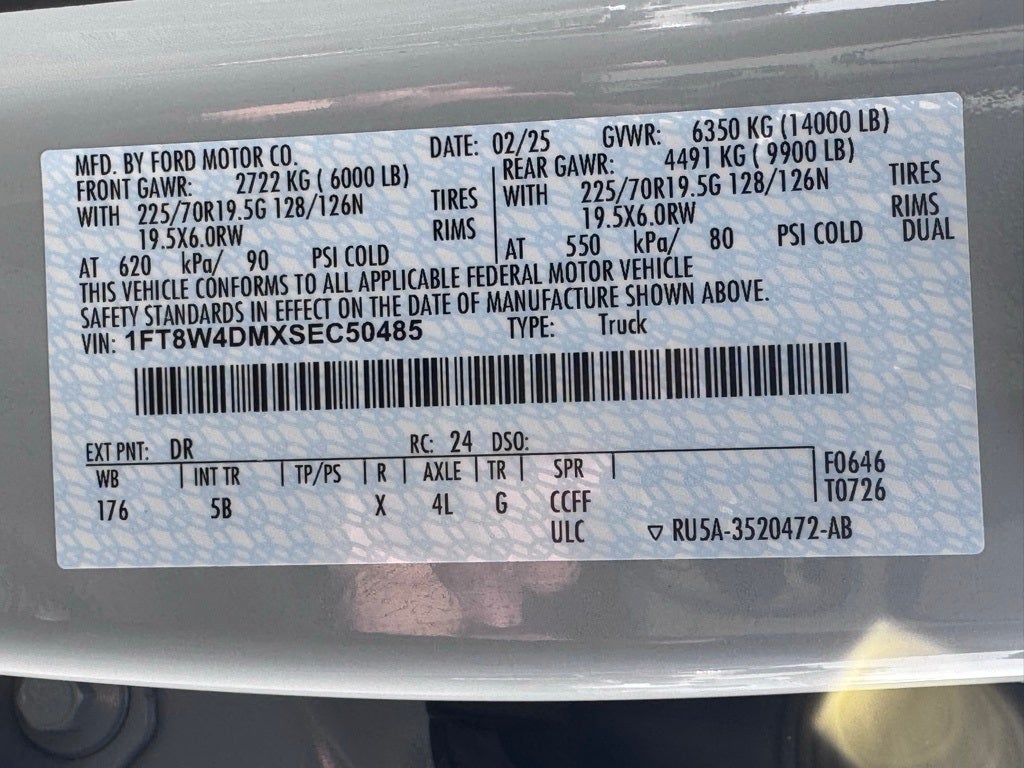 MFD. BY FORD MOTOR CO. DATE: 02/25 GVWR: 6350 KG (14000 LB)
FRONT GAWR: 2722 KG ( 6000 LB) REAR GAWR: 4491 KG ( 9900 LB)
WITH 225/70R19.5G 128/126N TIRES WITH 225/70R19.5G 128/126N TIRES
19.5X6.0RW RIMS 19.5X6.0RW RIMS
AT 620 kPa/ 90 PSI COLD AT 550 kPa/ 80 PSI COLD DUAL
THIS VEHICLE CONFORMS TO ALL APPLICABLE FEDERAL MOTOR VEHICLE
SAFETY STANDARDS IN EFFECT ON THE DATE OF MANUFACTURE SHOWN ABOVE.
VIN: 1FT8W4DMXSEC50485 TYPE: Truck
EXT PNT: DR RC: 24 DSO:
WB INT TR TP/PS R AXLE TR SPR F0646
176 5B X 4L G CCFF T0726
ULC ▽ RU5A-3520472-AB